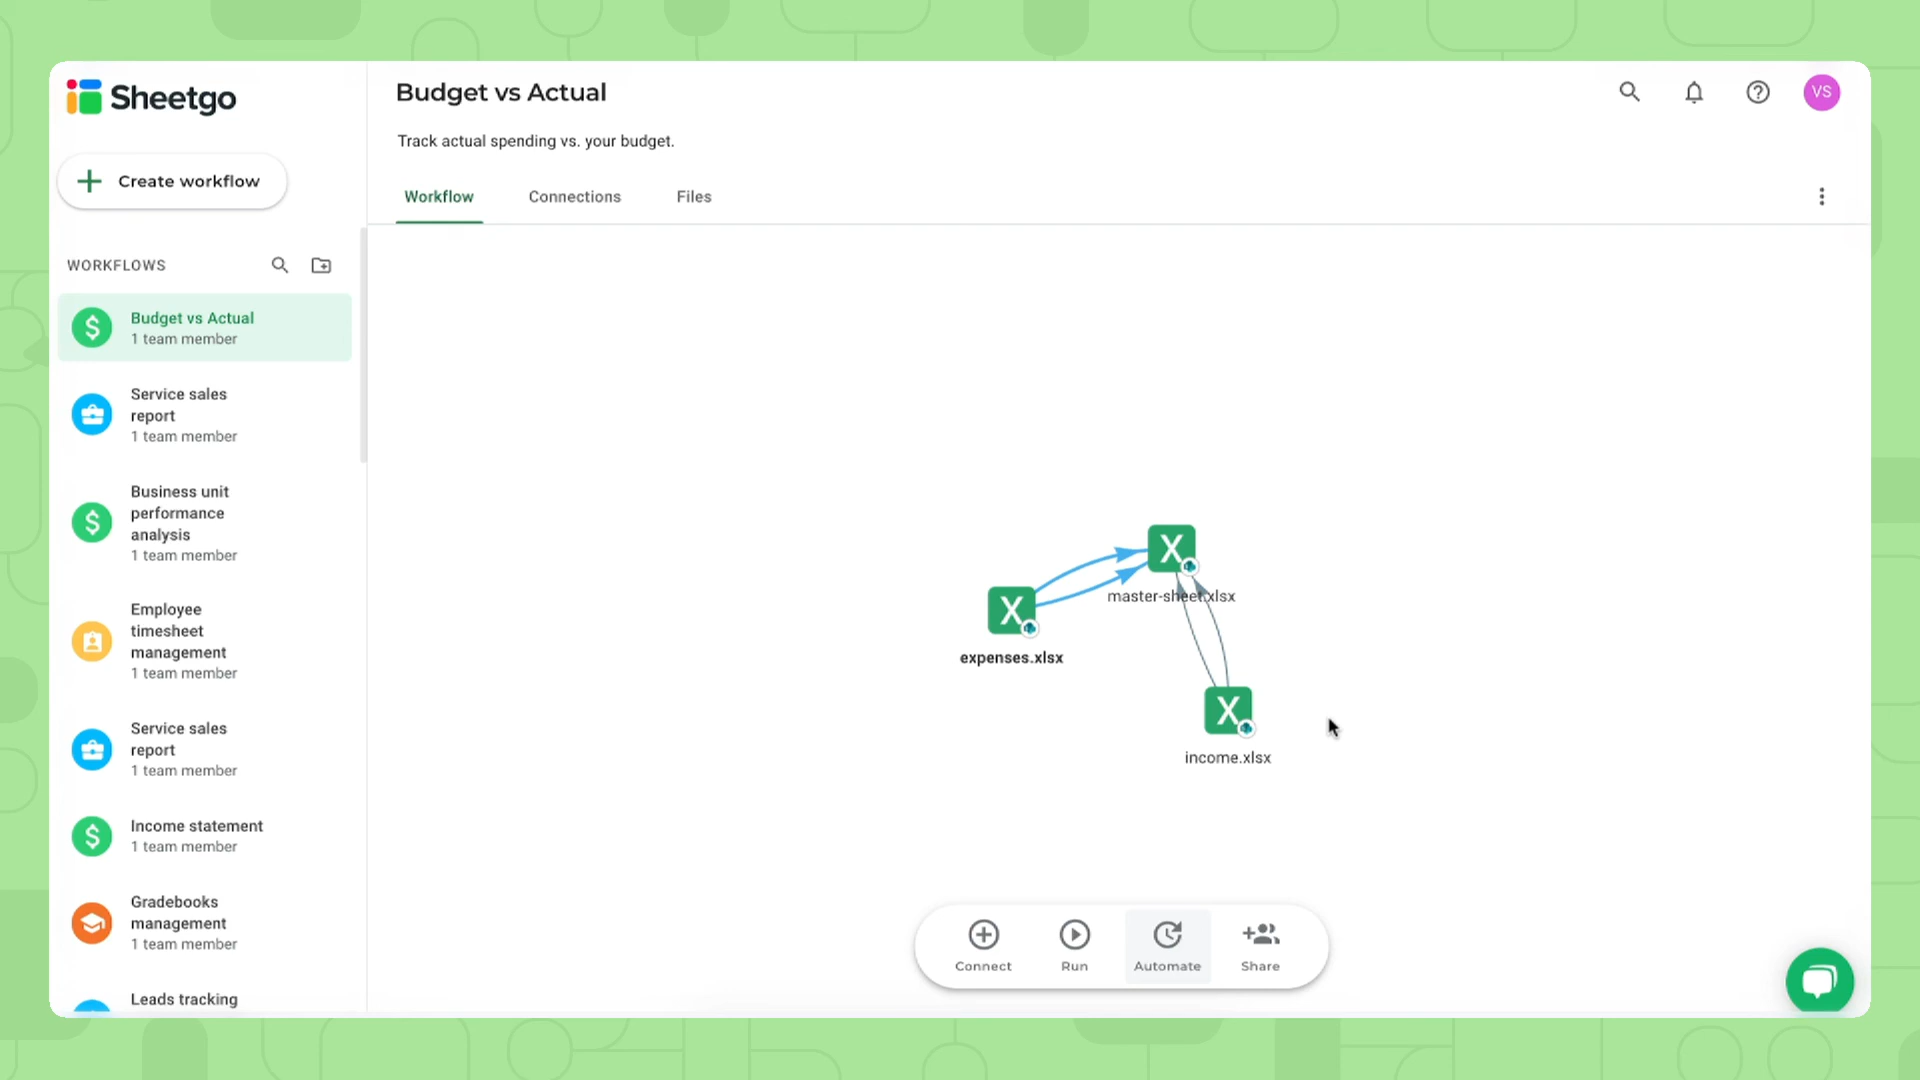 Sheetgo
Budget vs Actual
VS
Track actual spending vs. your budget.
Create workflow
Workflow
Connections
Files
WORKFLOWS
Budget vs Actual
1 team member
Service sales
report
1 team member
Business unit
performance
analysis
1 team member
Employee
timesheet
management
1 team member
Service sales
report
1 team member
Income statement
1 team member
Gradebooks
management
1 team member
Leads tracking
X
master-sheet.xlsx
X
expenses.xlsx
X
income.xlsx
Connect
Run
Automate
Share